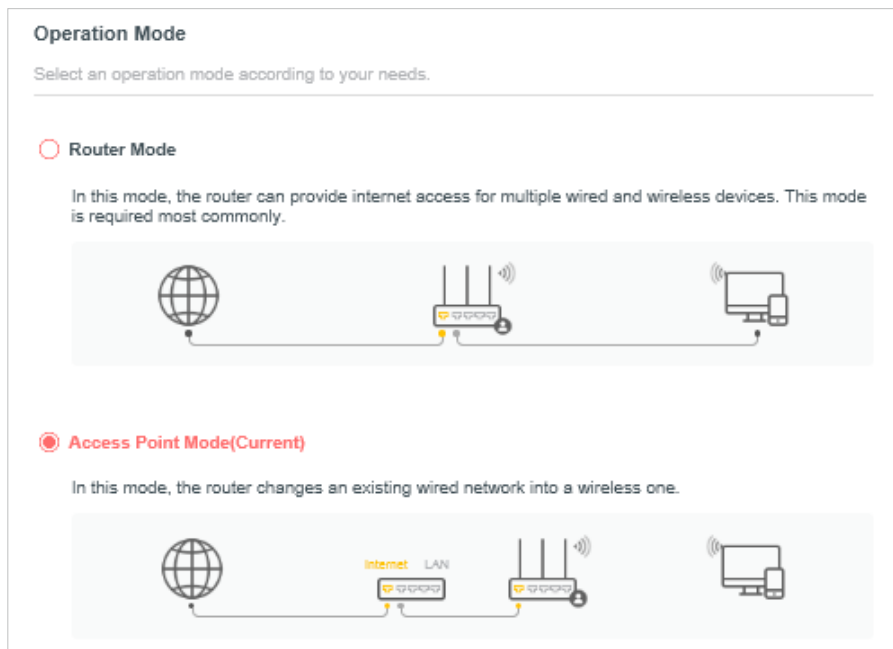 Operation Mode
Select an operation mode according to your needs.
Router Mode
In this mode, the router can provide internet access for multiple wired and wireless devices. This mode
is required most commonly.
Access Point Mode(Current)
In this mode, the router changes an existing wired network into a wireless one.
Internet LAN